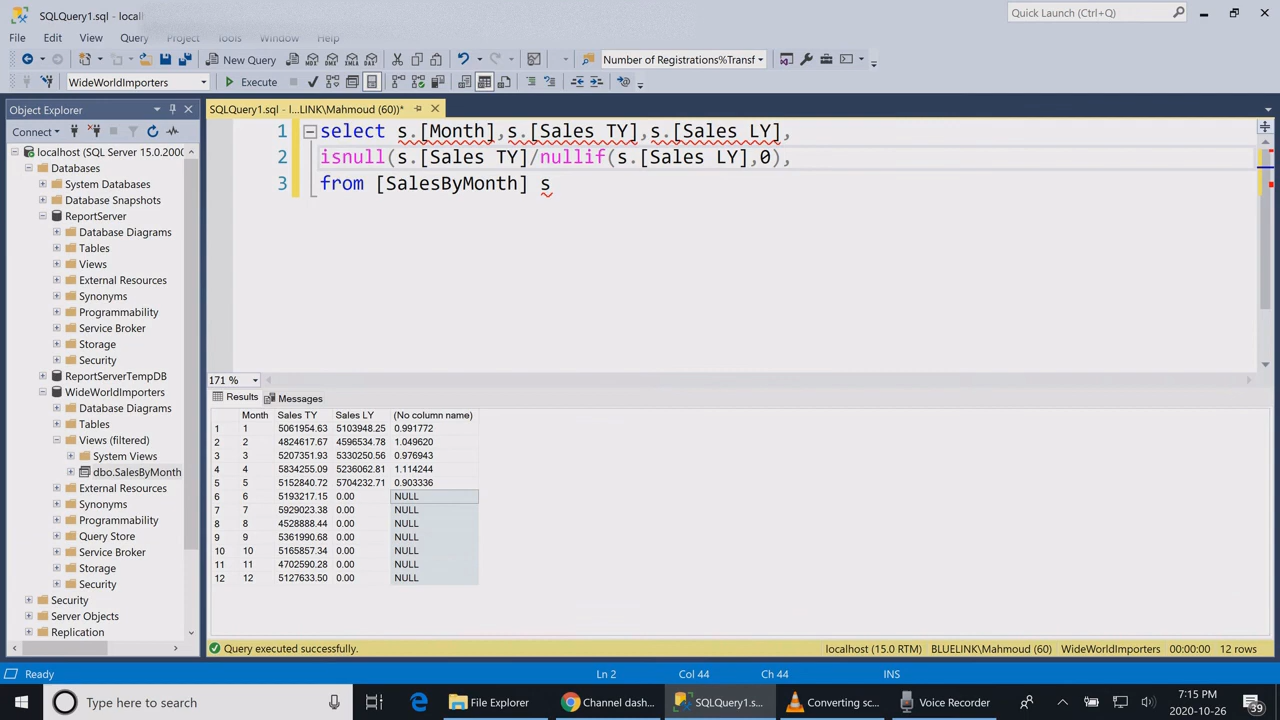 SQLQuery1.sql - local
Quick Launch (Ctrl+Q)
File Edit View Query Project Tools Window Help
New Query
MDX DMX XMLA DAX
Number of Registrations%Transf
WideWorldImporters
Execute
Object Explorer
Connect
localhost (SQL Server 15.0.2000
Databases
System Databases
Database Snapshots
ReportServer
Database Diagrams
Tables
Views
External Resources
Synonyms
Programmability
Service Broker
Storage
Security
ReportServerTempDB
WideWorldImporters
Database Diagrams
Tables
Views (filtered)
System Views
dbo.SalesByMonth
External Resources
Synonyms
Programmability
Query Store
Service Broker
Storage
Security
Security
Server Objects
Replication
SQLQuery1.sql - l...LINK\Mahmoud (60))*
1 select s.[Month],s.[Sales TY],s.[Sales LY],
2 isnull(s.[Sales TY]/nullif(s.[Sales LY],0),
3 from [SalesByMonth] s
171 %
Results Messages
Month Sales TY Sales LY (No column name)
1 1 5061954.63 5103948.25 0.991772
2 2 4824617.67 4596534.78 1.049620
3 3 5207351.93 5330250.56 0.976943
4 4 5834255.09 5236062.81 1.114244
5 5 5152840.72 5704232.71 0.903336
6 6 5193217.15 0.00 NULL
7 7 5929023.38 0.00 NULL
8 8 4528888.44 0.00 NULL
9 9 5361990.68 0.00 NULL
10 10 5165857.34 0.00 NULL
11 11 4702590.28 0.00 NULL
12 12 5127633.50 0.00 NULL
Query executed successfully.
localhost (15.0 RTM) BLUELINK\Mahmoud (60) WideWorldImporters 00:00:00 12 rows
Ready Ln 2 Col 44 Ch 44 INS
Type here to search
File Explorer
Channel dash...
SQLQuery1.s...
Converting sc...
Voice Recorder
7:15 PM
2020-10-26
39